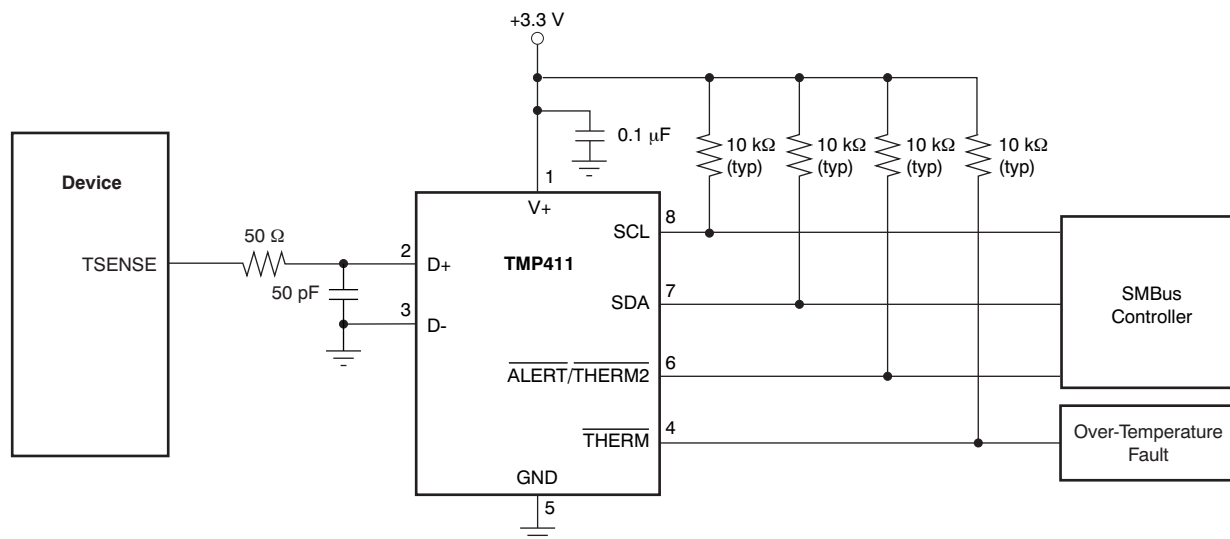 +3.3 V
0.1 μF
10 kΩ
(typ)
10 kΩ
(typ)
10 kΩ
(typ)
10 kΩ
(typ)
Device
TSENSE
50 Ω
50 pF
1
V+
2
D+
3
D-
TMP411
8
SCL
7
SDA
6
ALERT/THERM2
4
THERM
GND
5
SMBus
Controller
Over-Temperature
Fault